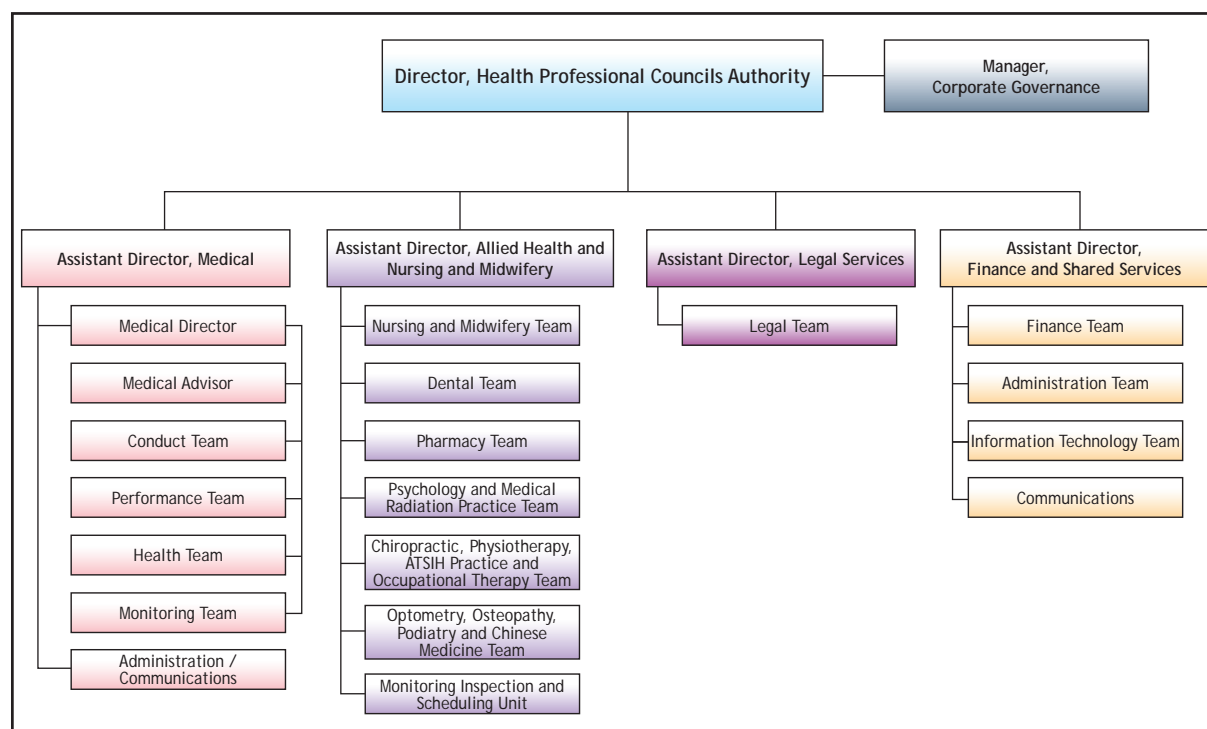 Director, Health Professional Councils Authority
Manager,
Corporate Governance
Assistant Director, Medical
Medical Director
Medical Advisor
Conduct Team
Performance Team
Health Team
Monitoring Team
Administration /
Communications
Assistant Director, Allied Health and
Nursing and Midwifery
Nursing and Midwifery Team
Dental Team
Pharmacy Team
Psychology and Medical
Radiation Practice Team
Chiropractic, Physiotherapy,
ATSIH Practice and
Occupational Therapy Team
Optometry, Osteopathy,
Podiatry and Chinese
Medicine Team
Monitoring Inspection and
Scheduling Unit
Assistant Director, Legal Services
Legal Team
Assistant Director,
Finance and Shared Services
Finance Team
Administration Team
Information Technology Team
Communications